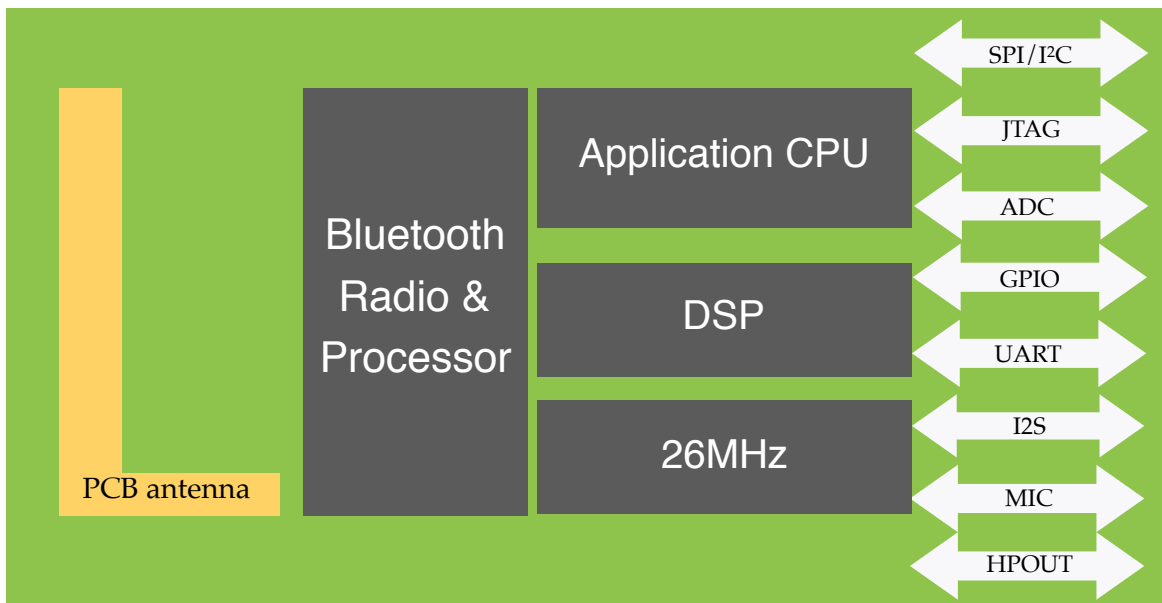 PCB antenna
Bluetooth
Radio &
Processor
Application CPU
DSP
26MHz
SPI/I²C
JTAG
ADC
GPIO
UART
I2S
MIC
HPOUT